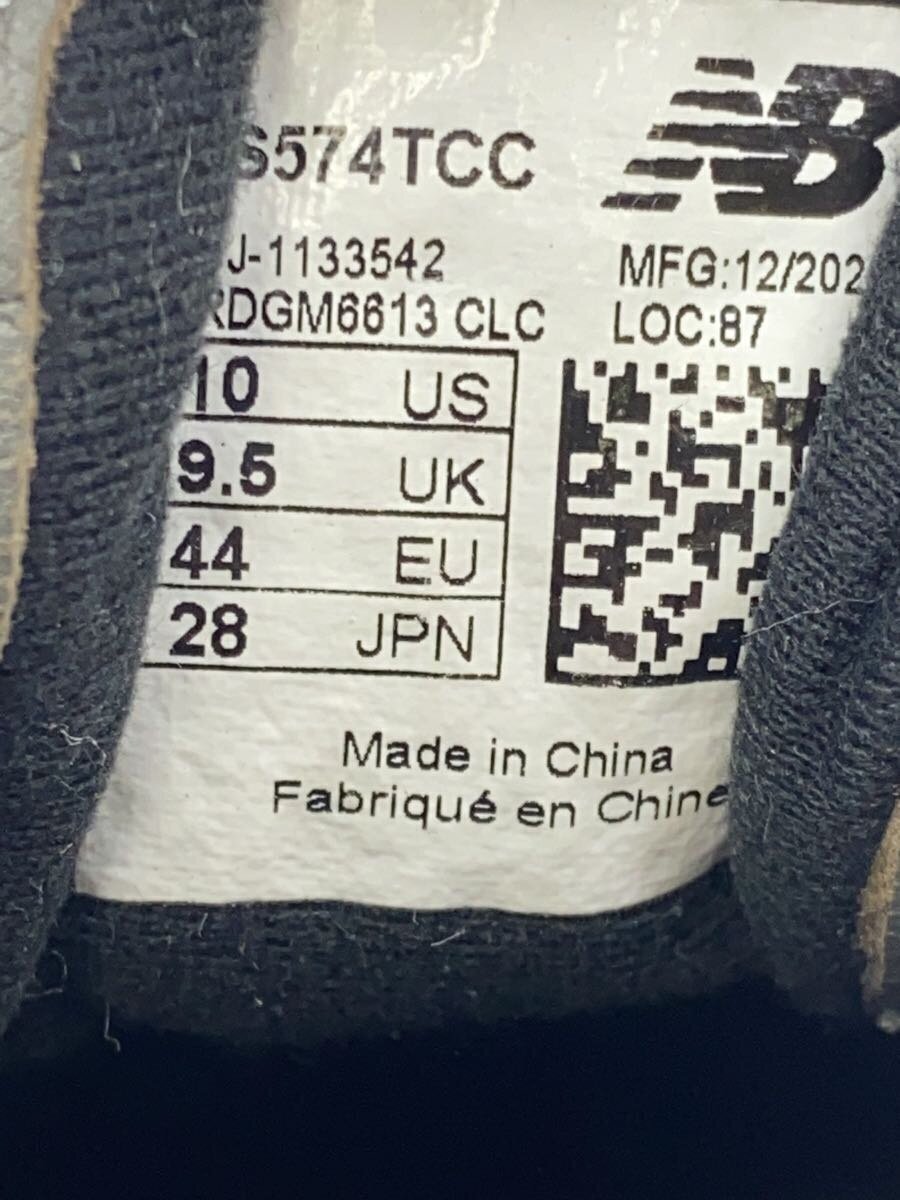 S574TCC
NB
J-1133542
MFG:12/202
RDGM6613 CLC
LOC:87
10 US
9.5 UK
44 EU
28 JPN
Made in China
Fabriqué en Chine